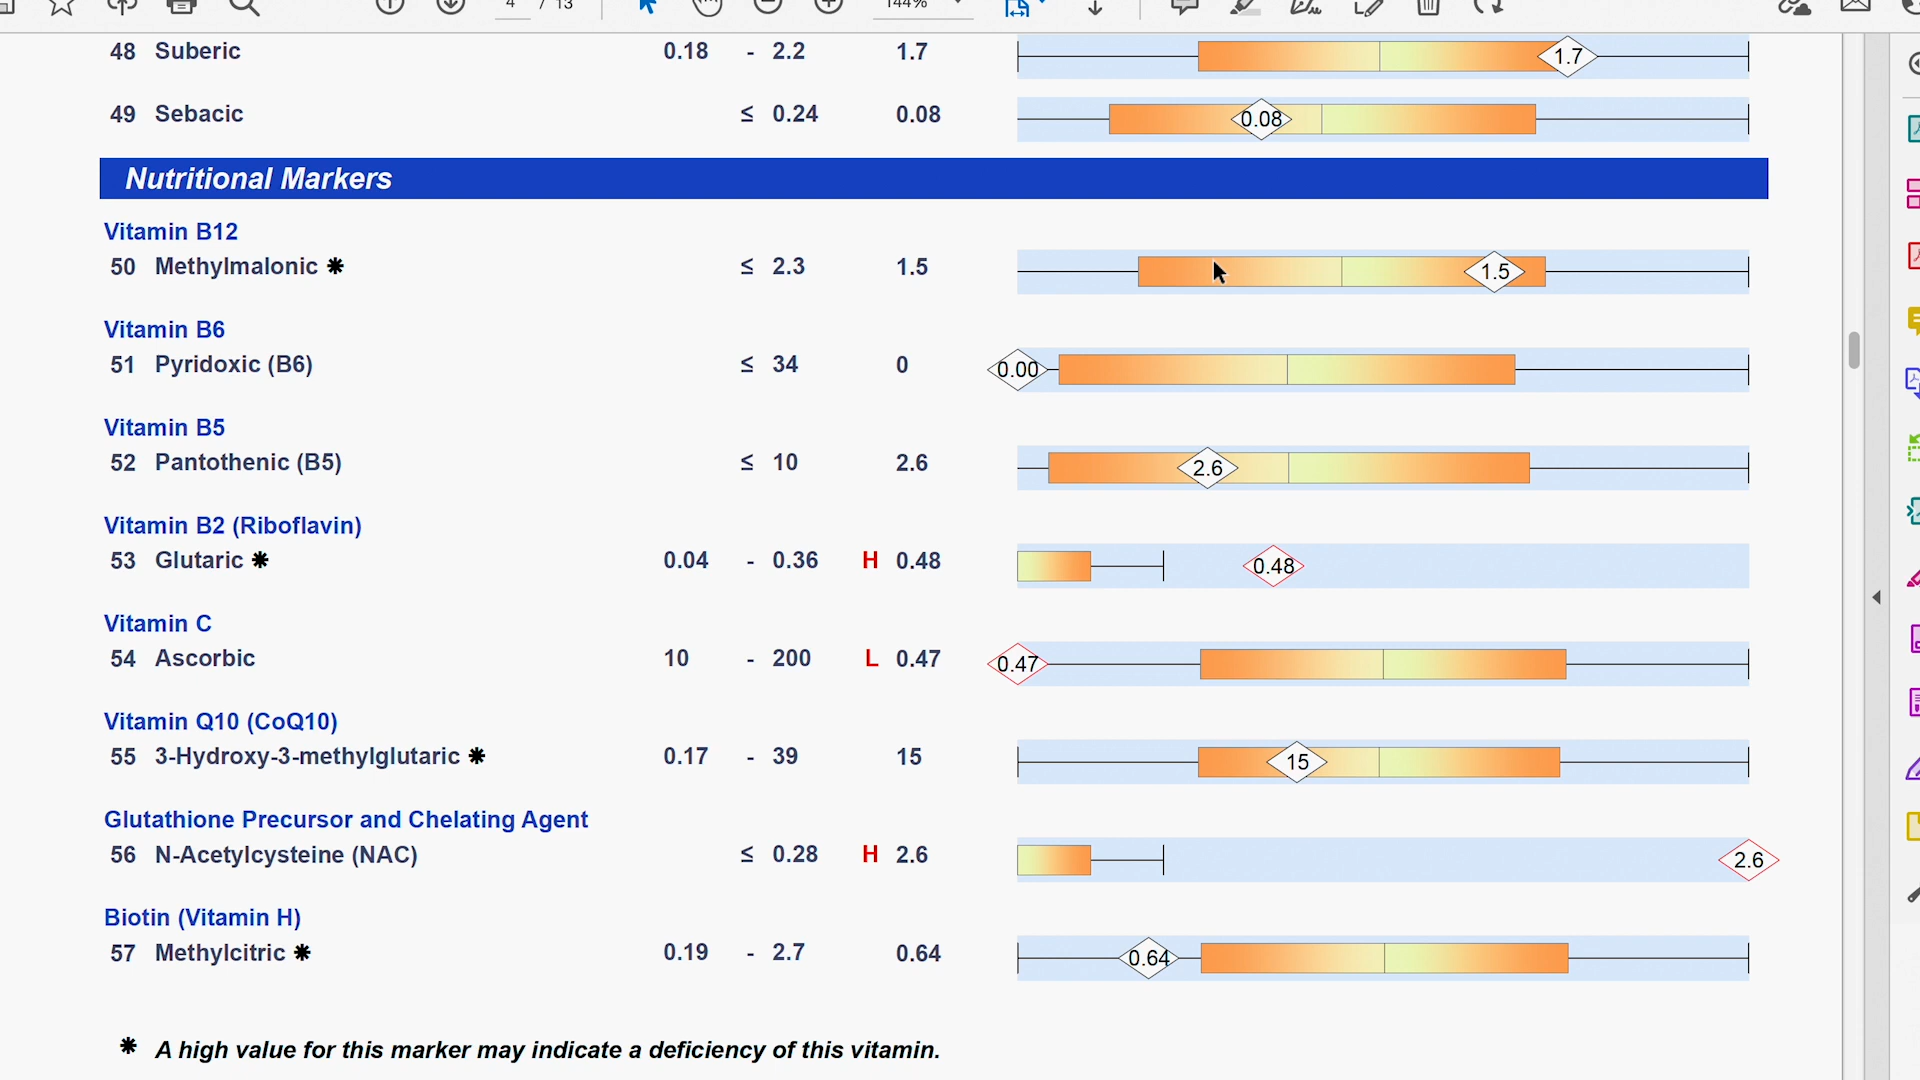 4 / 13 144%
48 Suberic 0.18 - 2.2 1.7 1.7
49 Sebacic ≤ 0.24 0.08 0.08
Nutritional Markers
Vitamin B12
50 Methylmalonic ✱ ≤ 2.3 1.5 1.5
Vitamin B6
51 Pyridoxic (B6) ≤ 34 0 0.00
Vitamin B5
52 Pantothenic (B5) ≤ 10 2.6 2.6
Vitamin B2 (Riboflavin)
53 Glutaric ✱ 0.04 - 0.36 H 0.48 0.48
Vitamin C
54 Ascorbic 10 - 200 L 0.47 0.47
Vitamin Q10 (CoQ10)
55 3-Hydroxy-3-methylglutaric ✱ 0.17 - 39 15 15
Glutathione Precursor and Chelating Agent
56 N-Acetylcysteine (NAC) ≤ 0.28 H 2.6 2.6
Biotin (Vitamin H)
57 Methylcitric ✱ 0.19 - 2.7 0.64 0.64
✱ A high value for this marker may indicate a deficiency of this vitamin.